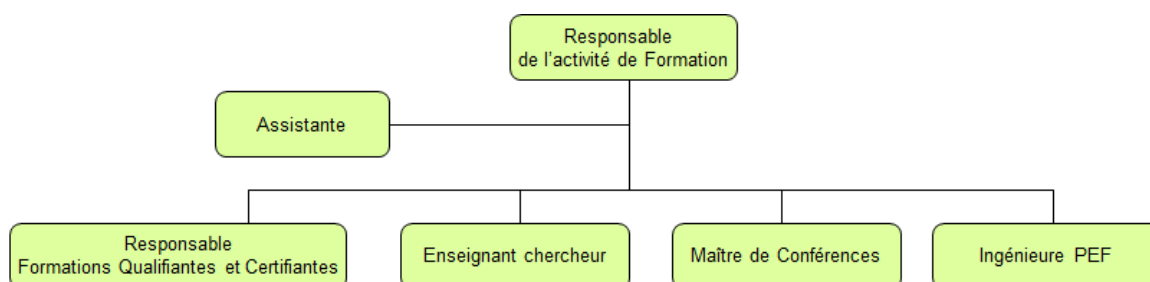 Responsable
de l'activité de Formation
Assistante
Responsable
Formations Qualifiantes et Certifiantes
Enseignant chercheur
Maître de Conférences
Ingénieure PEF